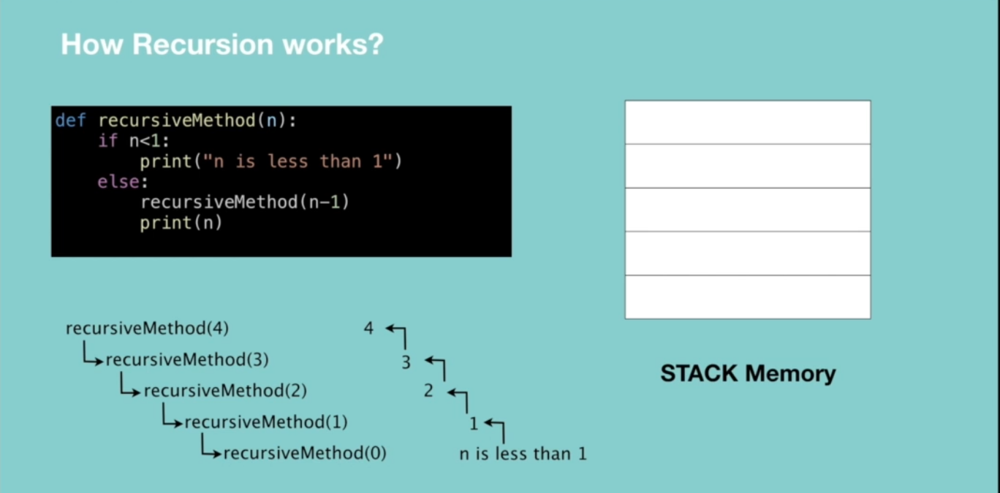 How Recursion works?
def recursiveMethod(n):
    if n<1:
        print("n is less than 1")
    else:
        recursiveMethod(n-1)
        print(n)
recursiveMethod(4)
recursiveMethod(3)
recursiveMethod(2)
recursiveMethod(1)
recursiveMethod(0)
4
3
2
1
n is less than 1
STACK Memory